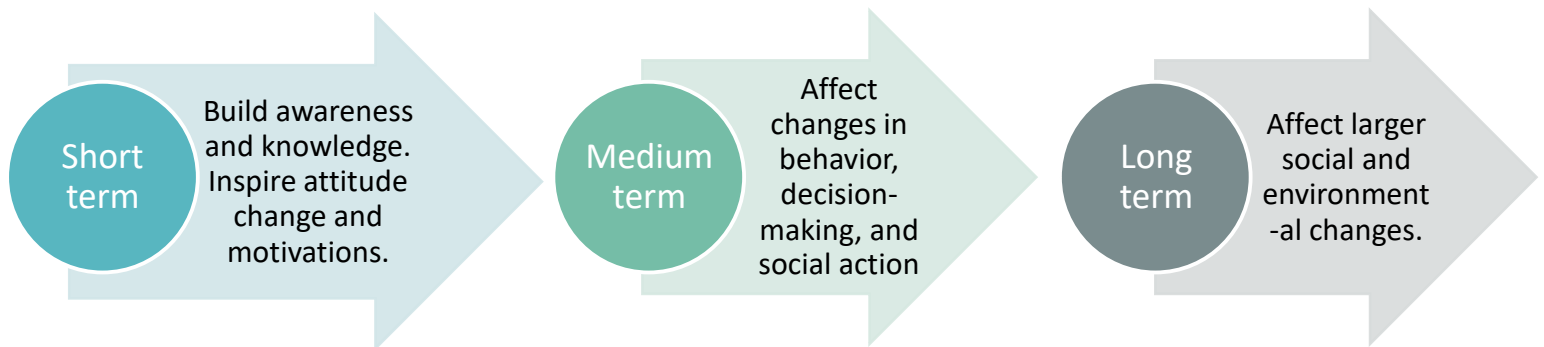 Short
term
Build awareness
and knowledge.
Inspire attitude
change and
motivations.
Medium
term
Affect
changes in
behavior,
decision-
making, and
social action
Long
term
Affect larger
social and
environment
-al changes.